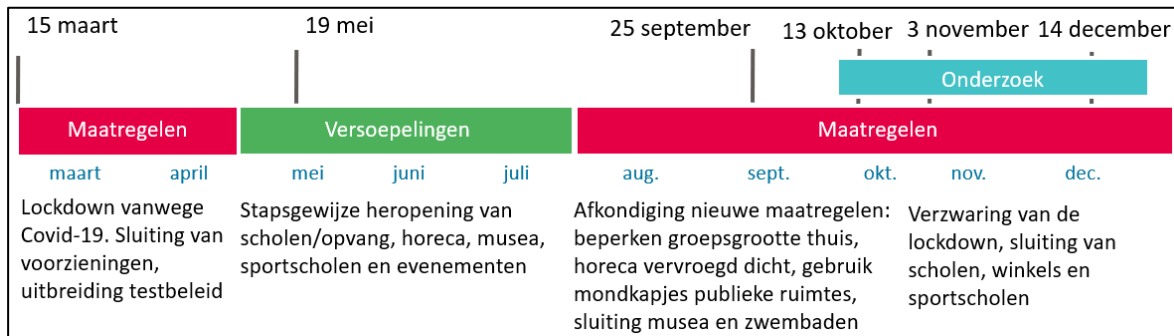 15 maart
19 mei
25 september
13 oktober
3 november
14 december
Onderzoek
Maatregelen
Versoepelingen
Maatregelen
maart
april
mei
juni
juli
aug.
sept.
okt.
nov.
dec.
Lockdown vanwege
Covid-19. Sluiting van
voorzieningen,
uitbreiding testbeleid
Stapsgewijze heropening van
scholen/opvang, horeca, musea,
sportscholen en evenementen
Afkondiging nieuwe maatregelen:
beperken groepsgrootte thuis,
horeca vervroegd dicht, gebruik
mondkapjes publieke ruimtes,
sluiting musea en zwembaden
Verzwaring van de
lockdown, sluiting van
scholen, winkels en
sportscholen